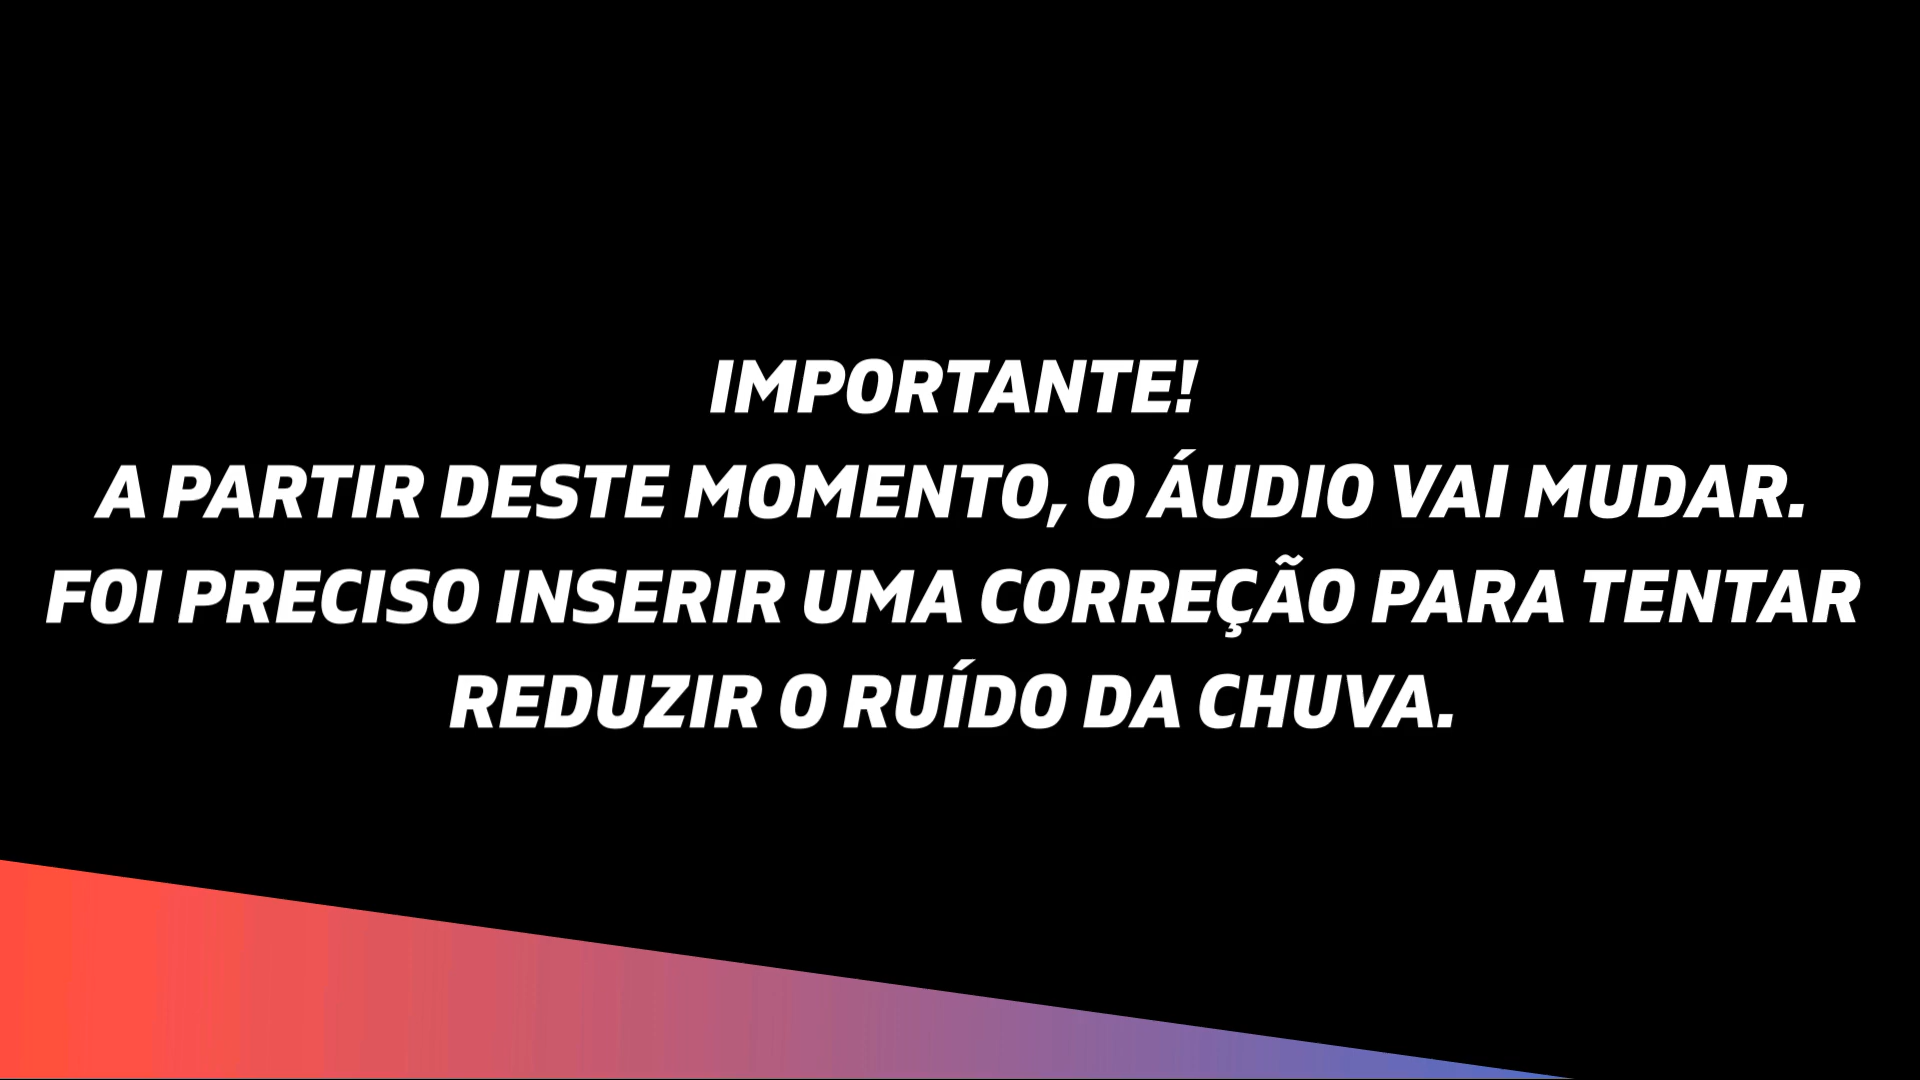 IMPORTANTE!
A PARTIR DESTE MOMENTO, O ÁUDIO VAI MUDAR.
FOI PRECISO INSERIR UMA CORREÇÃO PARA TENTAR
REDUZIR O RUÍDO DA CHUVA.